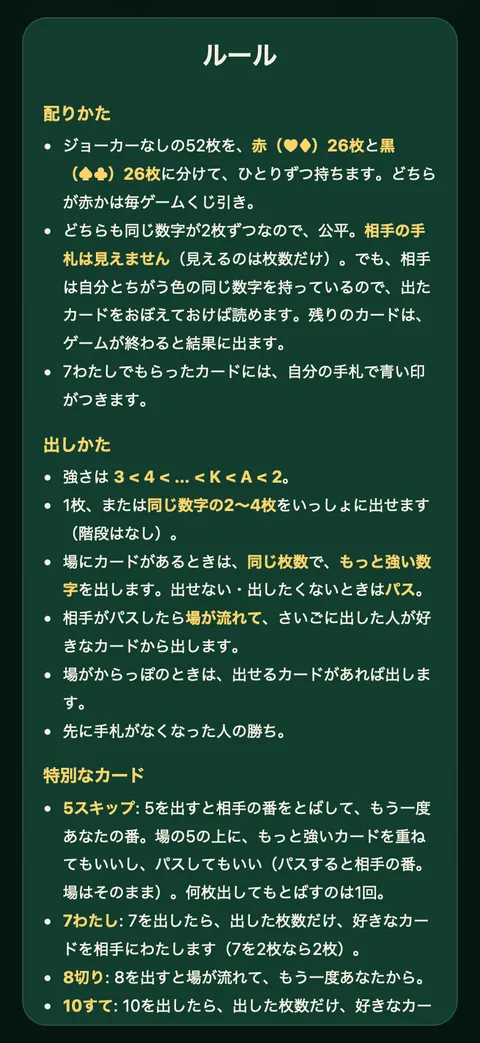 ルール
配りかた
• ジョーカーなしの52枚を、赤（♥♦）26枚と黒
（♠♣）26枚に分けて、ひとりずつ持ちます。どちら
が赤かは毎ゲームくじ引き。
• どちらも同じ数字が2枚ずつなので、公平。相手の手
札は見えません（見えるのは枚数だけ）。でも、相手
は自分とちがう色の同じ数字を持っているので、出た
カードをおぼえておけば読めます。残りのカードは、
ゲームが終わると結果に出ます。
• 7わたしでもらったカードには、自分の手札で青い印
がつきます。
出しかた
• 強さは 3 < 4 < … < K < A < 2。
• 1枚、または同じ数字の2〜4枚をいっしょに出せます
（階段はなし）。
• 場にカードがあるときは、同じ枚数で、もっと強い数
字を出します。出せない・出したくないときはパス。
• 相手がパスしたら場が流れて、さいごに出した人が好
きなカードから出します。
• 場がからっぽのときは、出せるカードがあれば出しま
す。
• 先に手札がなくなった人の勝ち。
特別なカード
• 5スキップ: 5を出すと相手の番をとばして、もう一度
あなたの番。場の5の上に、もっと強いカードを重ね
てもいいし、パスしてもいい（パスすると相手の番。
場はそのまま）。何枚出してもとばすのは1回。
• 7わたし: 7を出したら、出した枚数だけ、好きなカー
ドを相手にわたします（7を2枚なら2枚）。
• 8切り: 8を出すと場が流れて、もう一度あなたから。
• 10すて: 10を出したら、出した枚数だけ、好きなカー